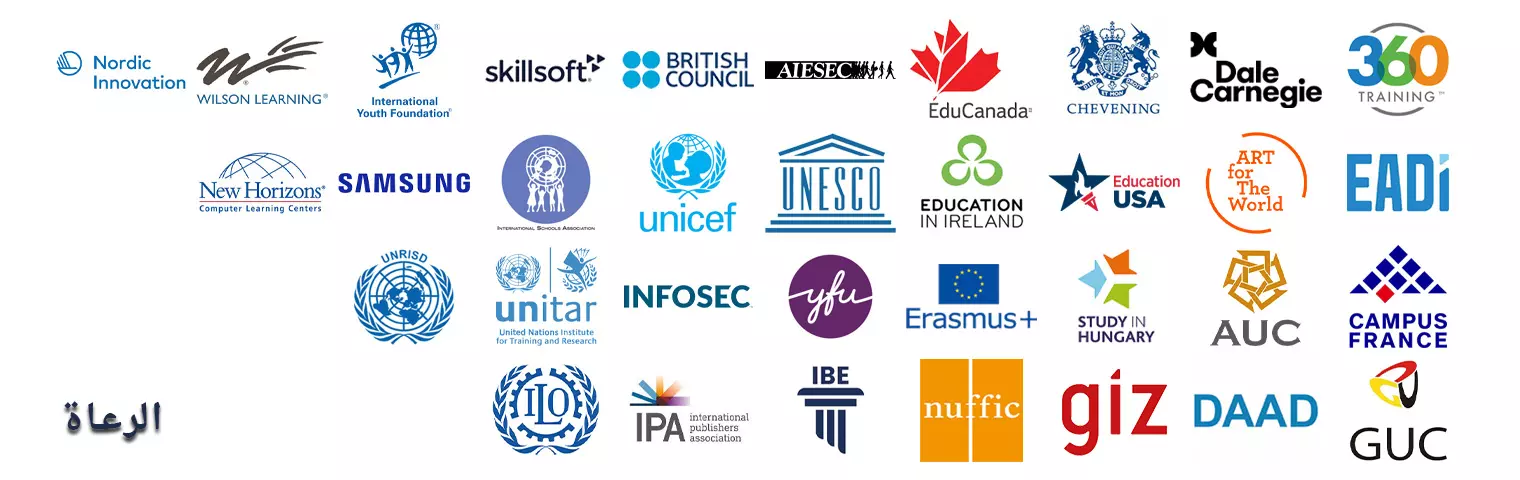 Nordic
Innovation
WILSON LEARNING®
International
Youth Foundation®
skillsoft
BRITISH
COUNCIL
AIESEC
ÉduCanada
CHEVENING
Dale
Carnegie
360
TRAINING™
New Horizons®
Computer Learning Centers
SAMSUNG
INTERNATIONAL SCHOOLS ASSOCIATION
unicef
UNESCO
EDUCATION
IN IRELAND
Education
USA
ART
for
The
World
EADi
UNRISD
unitar
United Nations Institute
for Training and Research
INFOSEC
yfu
Erasmus+
STUDY IN
HUNGARY
AUC
CAMPUS
FRANCE
الرعاة
ILO
IPA
international
publishers
association
IBE
nuffic
giz
DAAD
GUC